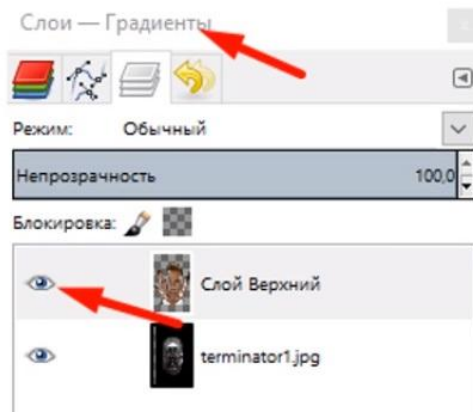 Слои — Градиенты
Режим: Обычный
Непрозрачность 100,0
Блокировка:
Слой Верхний
terminator1.jpg